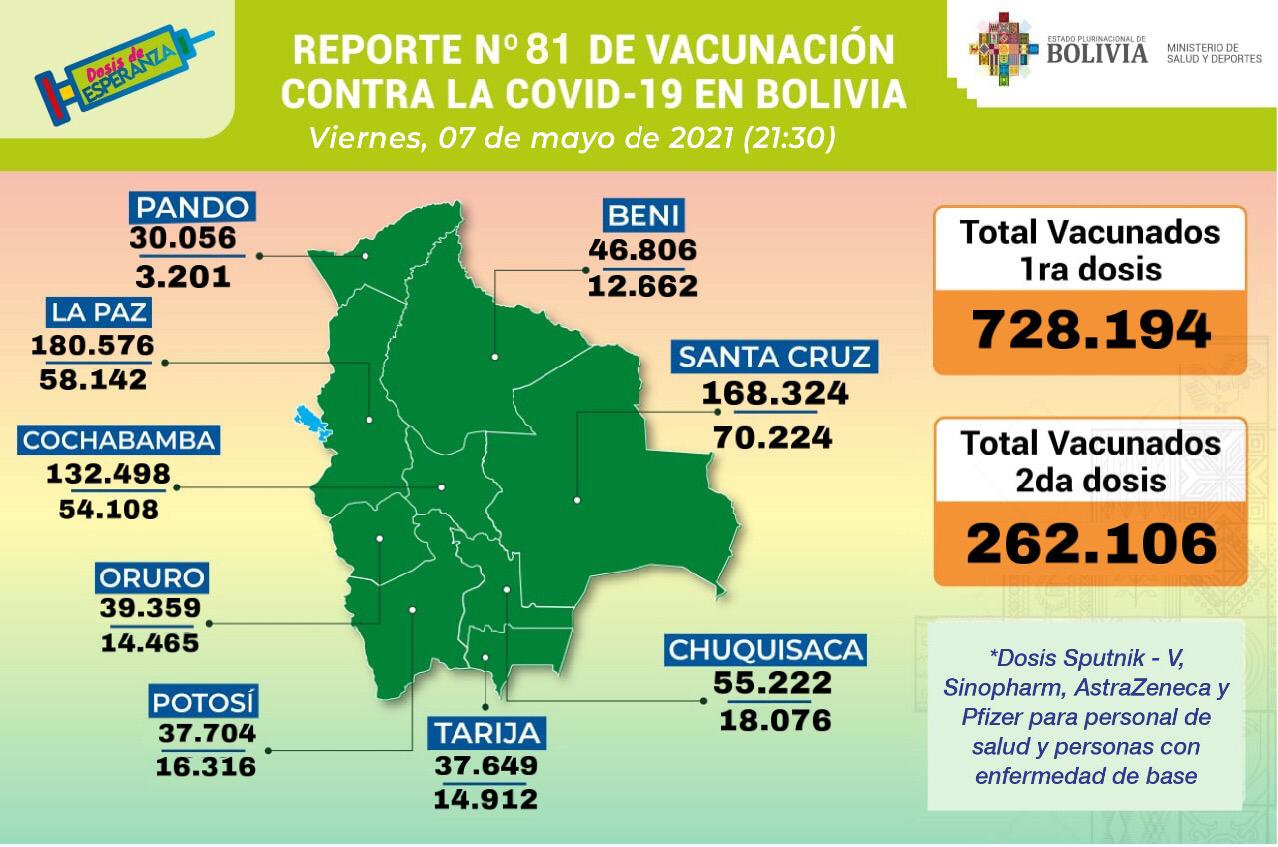 Dosis de
ESPERANZA
REPORTE Nº 81 DE VACUNACIÓN
CONTRA LA COVID-19 EN BOLIVIA
Viernes, 07 de mayo de 2021 (21:30)
ESTADO PLURINACIONAL DE
BOLIVIA
MINISTERIO DE
SALUD Y DEPORTES
PANDO
30.056
3.201
BENI
46.806
12.662
LA PAZ
180.576
58.142
SANTA CRUZ
168.324
70.224
COCHABAMBA
132.498
54.108
ORURO
39.359
14.465
CHUQUISACA
55.222
18.076
POTOSÍ
37.704
16.316
TARIJA
37.649
14.912
Total Vacunados
1ra dosis
728.194
Total Vacunados
2da dosis
262.106
*Dosis Sputnik - V,
Sinopharm, AstraZeneca y
Pfizer para personal de
salud y personas con
enfermedad de base